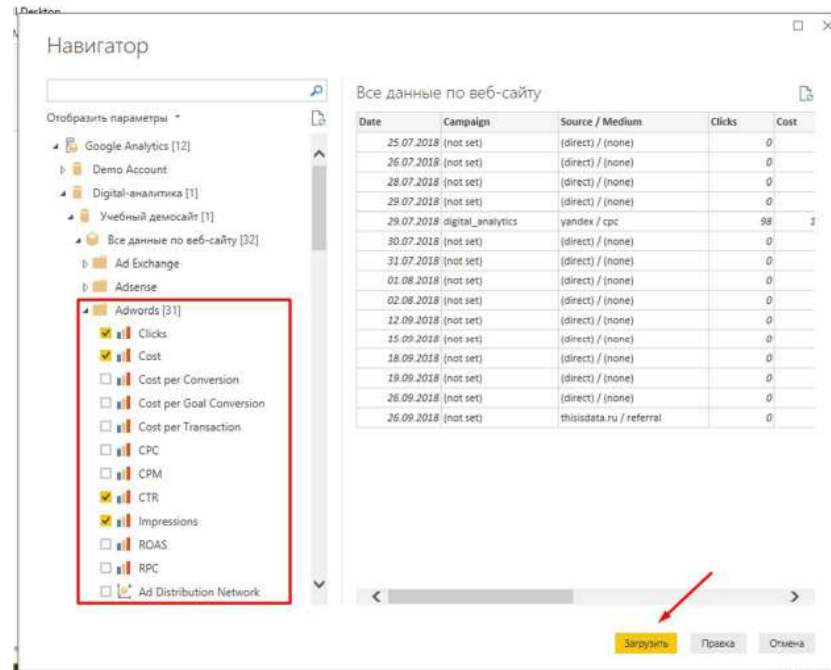 Desktop
Навигатор
Отобразить параметры
Google Analytics [12]
Demo Account
Digital-аналитика [1]
Учебный демосайт [1]
Все данные по веб-сайту [32]
Ad Exchange
Adsense
Adwords [31]
Clicks
Cost
Cost per Conversion
Cost per Goal Conversion
Cost per Transaction
CPC
CPM
CTR
Impressions
ROAS
RPC
Ad Distribution Network
Все данные по веб-сайту
Date Campaign Source / Medium Clicks Cost
25.07.2018 (not set) (direct) / (none) 0
26.07.2018 (not set) (direct) / (none) 0
28.07.2018 (not set) (direct) / (none) 0
29.07.2018 (not set) (direct) / (none) 0
29.07.2018 digital_analytics yandex / cpc 98 1
30.07.2018 (not set) (direct) / (none) 0
31.07.2018 (not set) (direct) / (none) 0
01.08.2018 (not set) (direct) / (none) 0
02.08.2018 (not set) (direct) / (none) 0
12.09.2018 (not set) (direct) / (none) 0
15.09.2018 (not set) (direct) / (none) 0
18.09.2018 (not set) (direct) / (none) 0
19.09.2018 (not set) (direct) / (none) 0
26.09.2018 (not set) (direct) / (none) 0
26.09.2018 (not set) thisisdata.ru / referral 0
Загрузить Правка Отмена